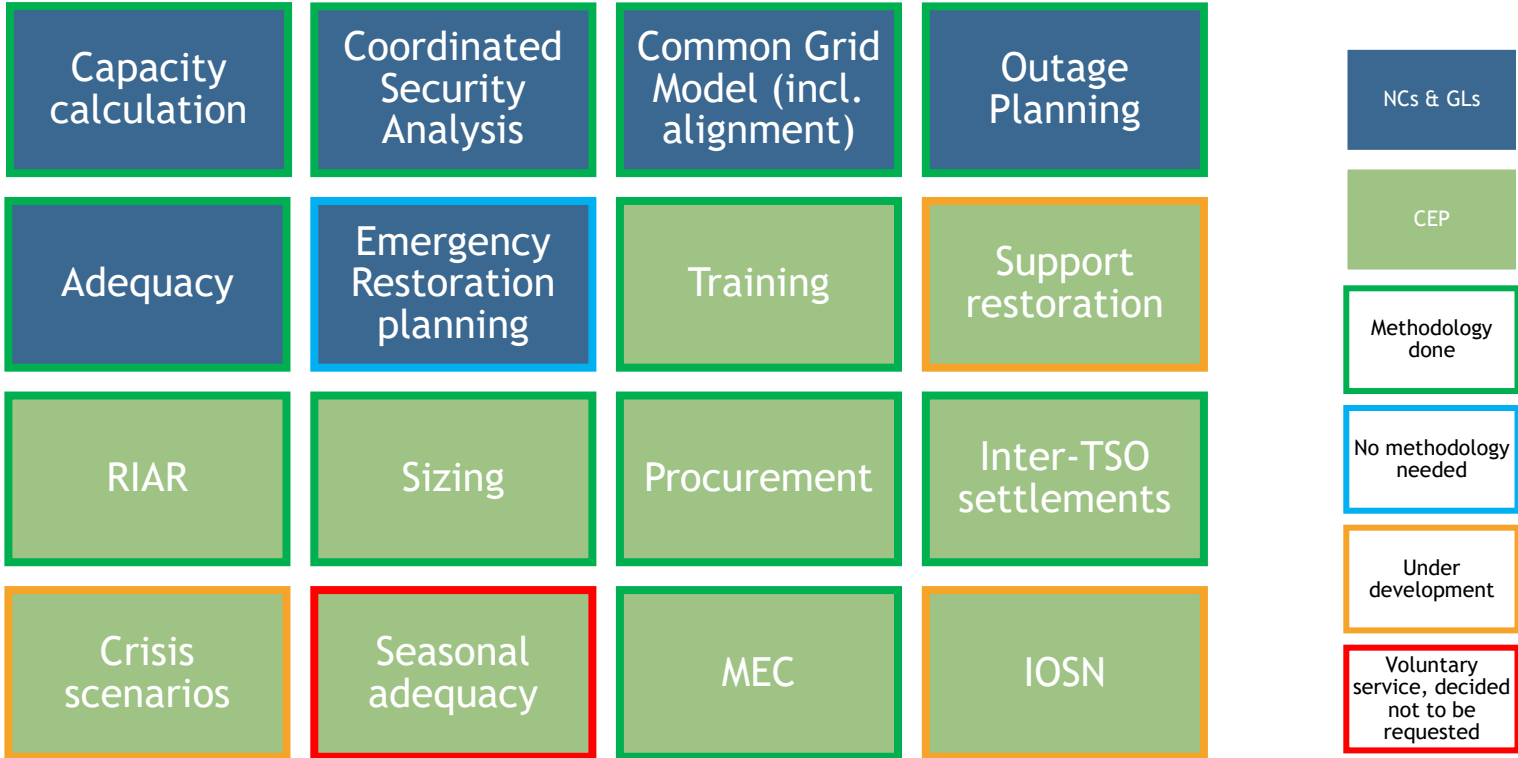 Capacity
calculation
Coordinated
Security
Analysis
Common Grid
Model (incl.
alignment)
Outage
Planning
Adequacy
Emergency
Restoration
planning
Training
Support
restoration
RIAR
Sizing
Procurement
Inter-TSO
settlements
Crisis
scenarios
Seasonal
adequacy
MEC
IOSN
NCs & GLs
CEP
Methodology
done
No methodology
needed
Under
development
Voluntary
service, decided
not to be
requested